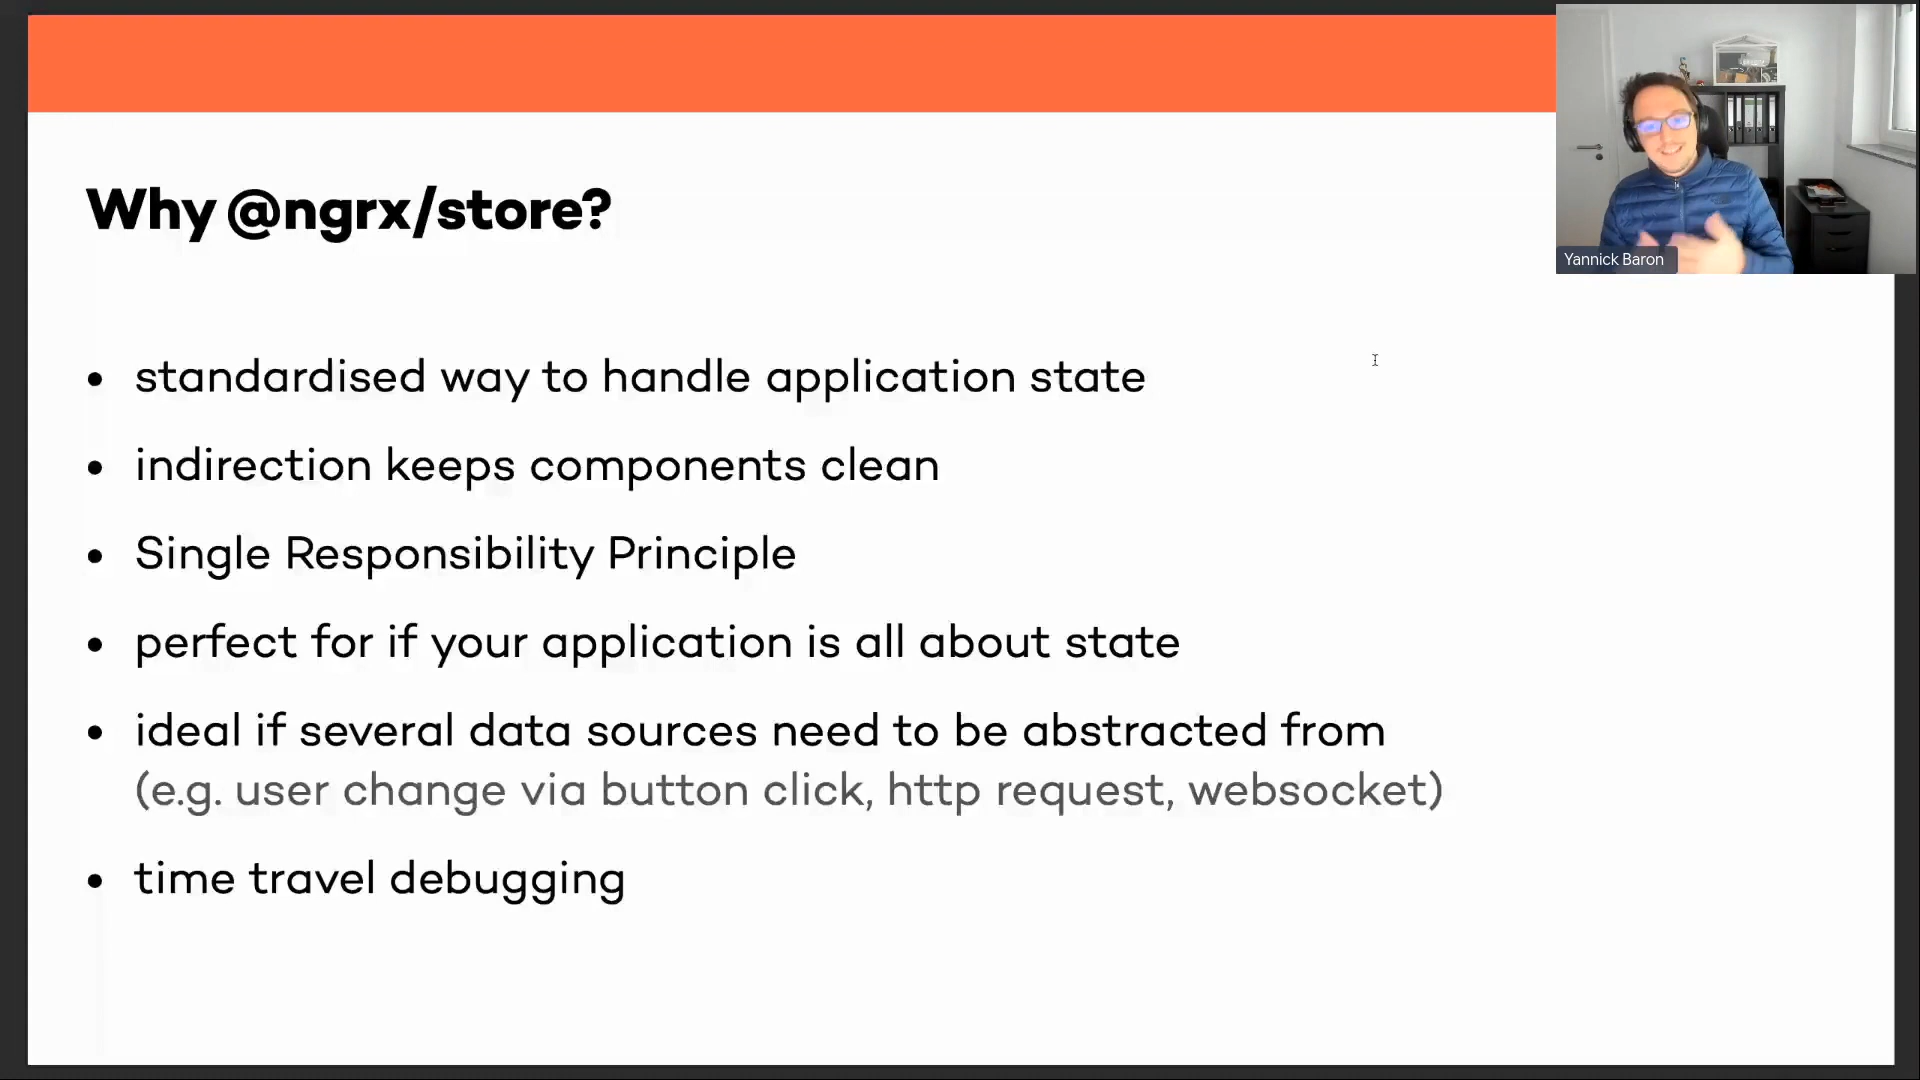 Why @ngrx/store?
Yannick Baron
• standardised way to handle application state
• indirection keeps components clean
• Single Responsibility Principle
• perfect for if your application is all about state
• ideal if several data sources need to be abstracted from
(e.g. user change via button click, http request, websocket)
• time travel debugging